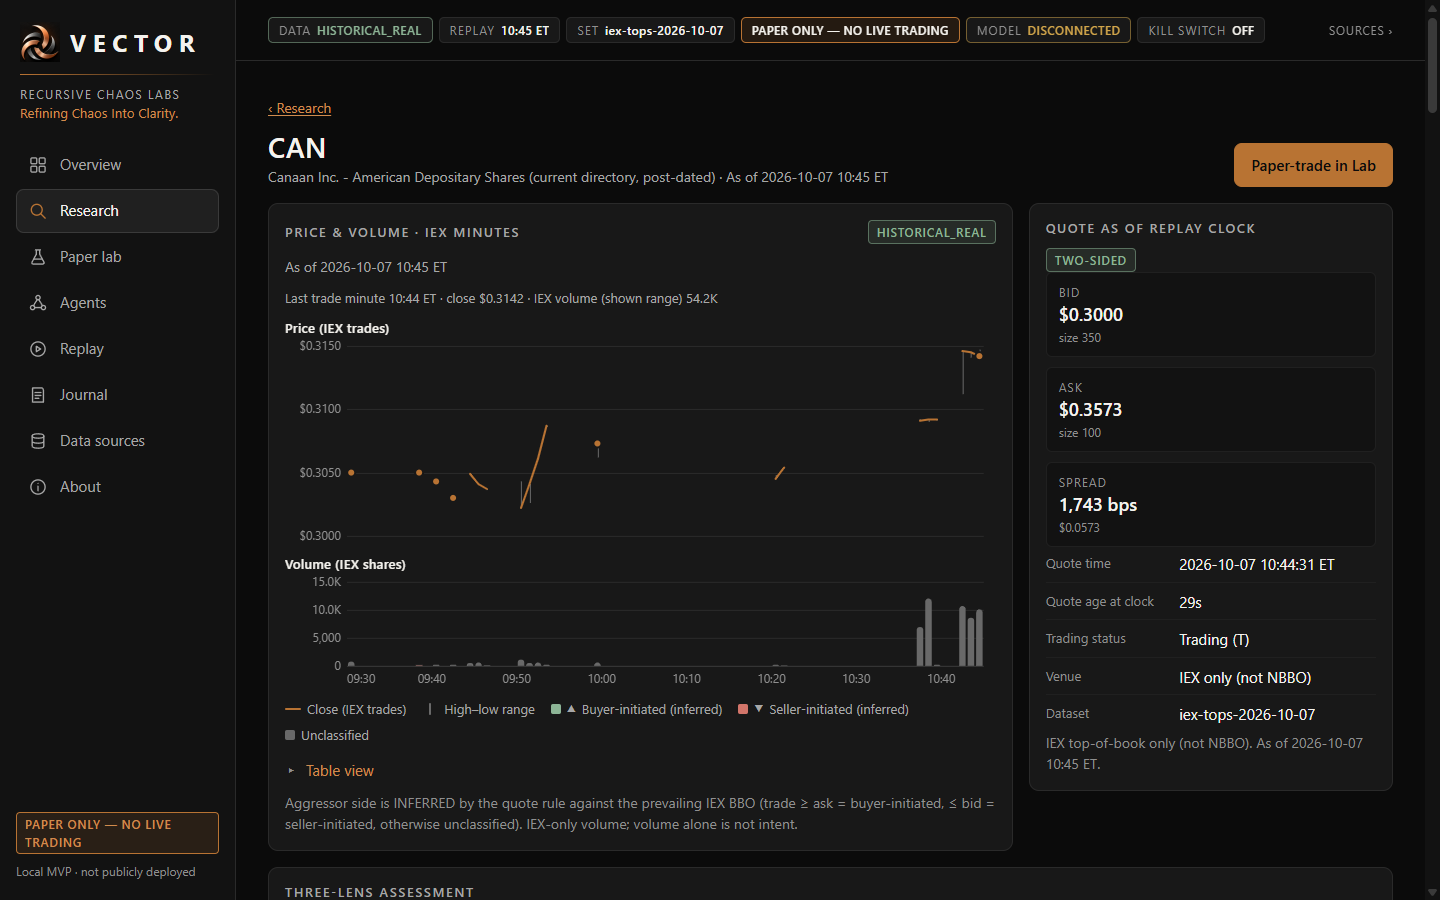 VECTOR
RECURSIVE CHAOS LABS
Refining Chaos Into Clarity.
Overview
Research
Paper lab
Agents
Replay
Journal
Data sources
About
PAPER ONLY — NO LIVE
TRADING
Local MVP · not publicly deployed
DATA HISTORICAL_REAL
REPLAY 10:45 ET
SET iex-tops-2026-10-07
PAPER ONLY — NO LIVE TRADING
MODEL DISCONNECTED
KILL SWITCH OFF
SOURCES ›
‹ Research
CAN
Canaan Inc. - American Depositary Shares (current directory, post-dated) · As of 2026-10-07 10:45 ET
Paper-trade in Lab
PRICE & VOLUME · IEX MINUTES
HISTORICAL_REAL
As of 2026-10-07 10:45 ET
Last trade minute 10:44 ET · close $0.3142 · IEX volume (shown range) 54.2K
Price (IEX trades)
$0.3150
$0.3100
$0.3050
$0.3000
Volume (IEX shares)
15.0K
10.0K
5,000
0
09:30 09:40 09:50 10:00 10:10 10:20 10:30 10:40
Close (IEX trades) High–low range ▲ Buyer-initiated (inferred) ▼ Seller-initiated (inferred)
Unclassified
▸ Table view
Aggressor side is INFERRED by the quote rule against the prevailing IEX BBO (trade ≥ ask = buyer-initiated, ≤ bid =
seller-initiated, otherwise unclassified). IEX-only volume; volume alone is not intent.
QUOTE AS OF REPLAY CLOCK
TWO-SIDED
BID
$0.3000
size 350
ASK
$0.3573
size 100
SPREAD
1,743 bps
$0.0573
Quote time 2026-10-07 10:44:31 ET
Quote age at clock 29s
Trading status Trading (T)
Venue IEX only (not NBBO)
Dataset iex-tops-2026-10-07
IEX top-of-book only (not NBBO). As of 2026-10-07
10:45 ET.
THREE-LENS ASSESSMENT